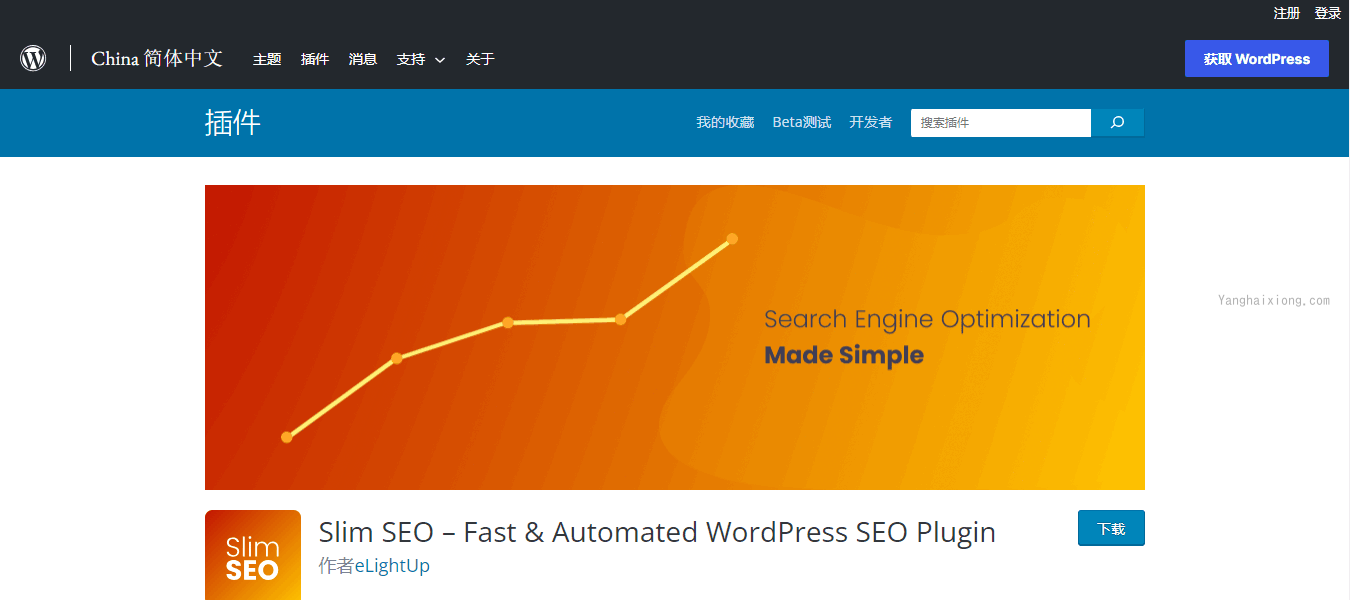 注册 登录
China 简体中文 主题 插件 消息 支持 关于 获取 WordPress
插件 我的收藏 Beta测试 开发者 搜索插件
Yanghaixiong.com
Search Engine Optimization
Made Simple
Slim
SEO
Slim SEO – Fast & Automated WordPress SEO Plugin
作者eLightUp
下载